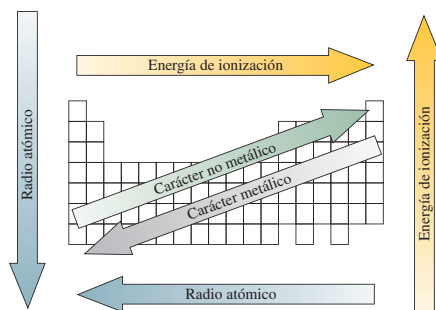 Energía de ionización
Radio atómico
Carácter no metálico
Carácter metálico
Energía de ionización
Radio atómico